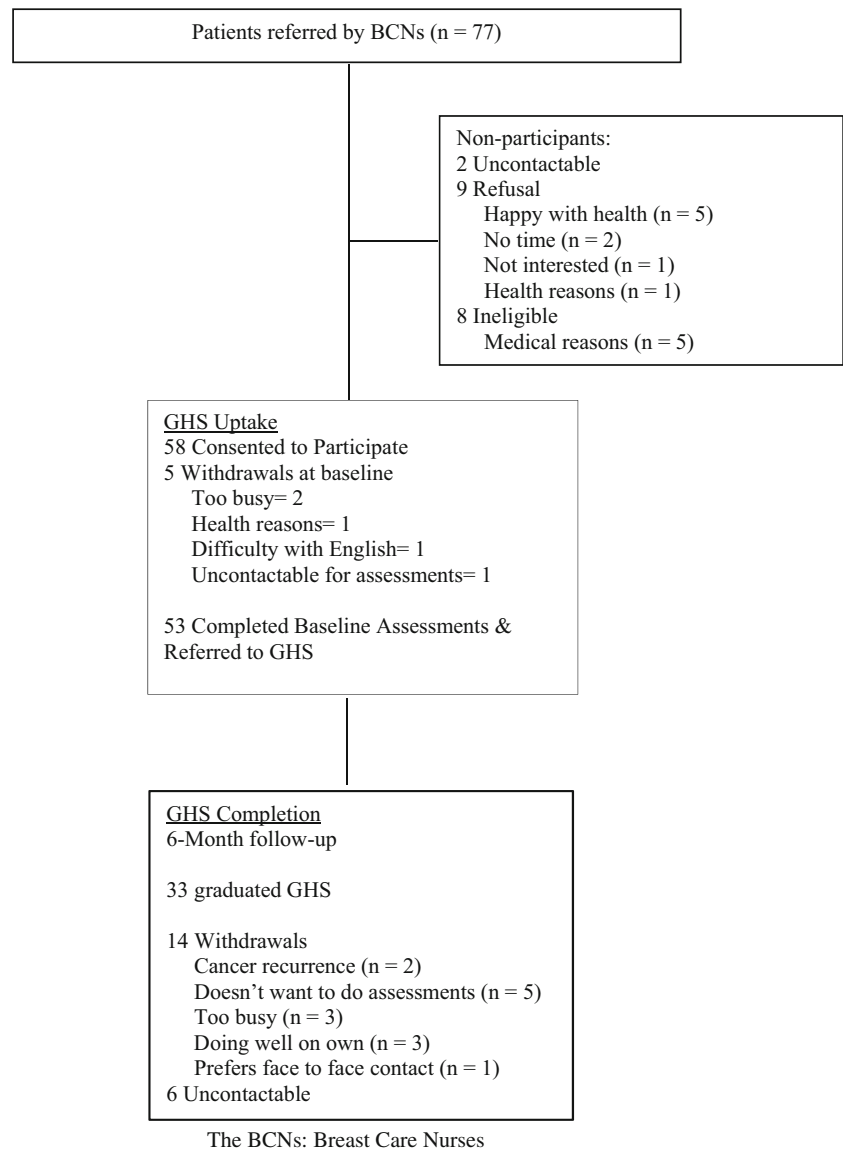 Patients referred by BCNs (n = 77)
Non-participants:
2 Uncontactable
9 Refusal
Happy with health (n = 5)
No time (n = 2)
Not interested (n = 1)
Health reasons (n = 1)
8 Ineligible
Medical reasons (n = 5)
GHS Uptake
58 Consented to Participate
5 Withdrawals at baseline
Too busy= 2
Health reasons= 1
Difficulty with English= 1
Uncontactable for assessments= 1
53 Completed Baseline Assessments &
Referred to GHS
GHS Completion
6-Month follow-up
33 graduated GHS
14 Withdrawals
Cancer recurrence (n = 2)
Doesn't want to do assessments (n = 5)
Too busy (n = 3)
Doing well on own (n = 3)
Prefers face to face contact (n = 1)
6 Uncontactable
The BCNs: Breast Care Nurses